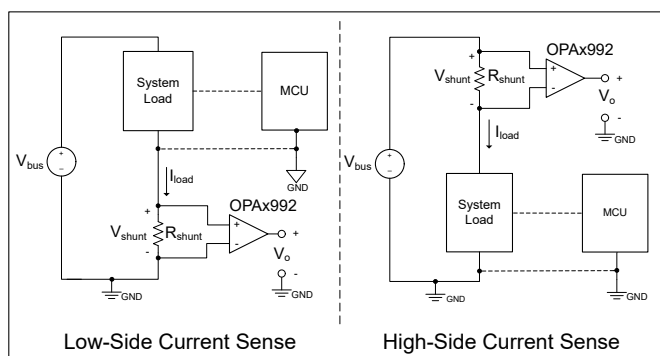 System
Load
MCU
GND
V_bus
I_load
OPAx992
+
V_shunt
R_shunt
-
+
-
+
V_o
-
GND
GND
Low-Side Current Sense
OPAx992
+
V_shunt
R_shunt
-
+
-
+
V_o
-
GND
I_load
V_bus
System
Load
MCU
GND
GND
High-Side Current Sense